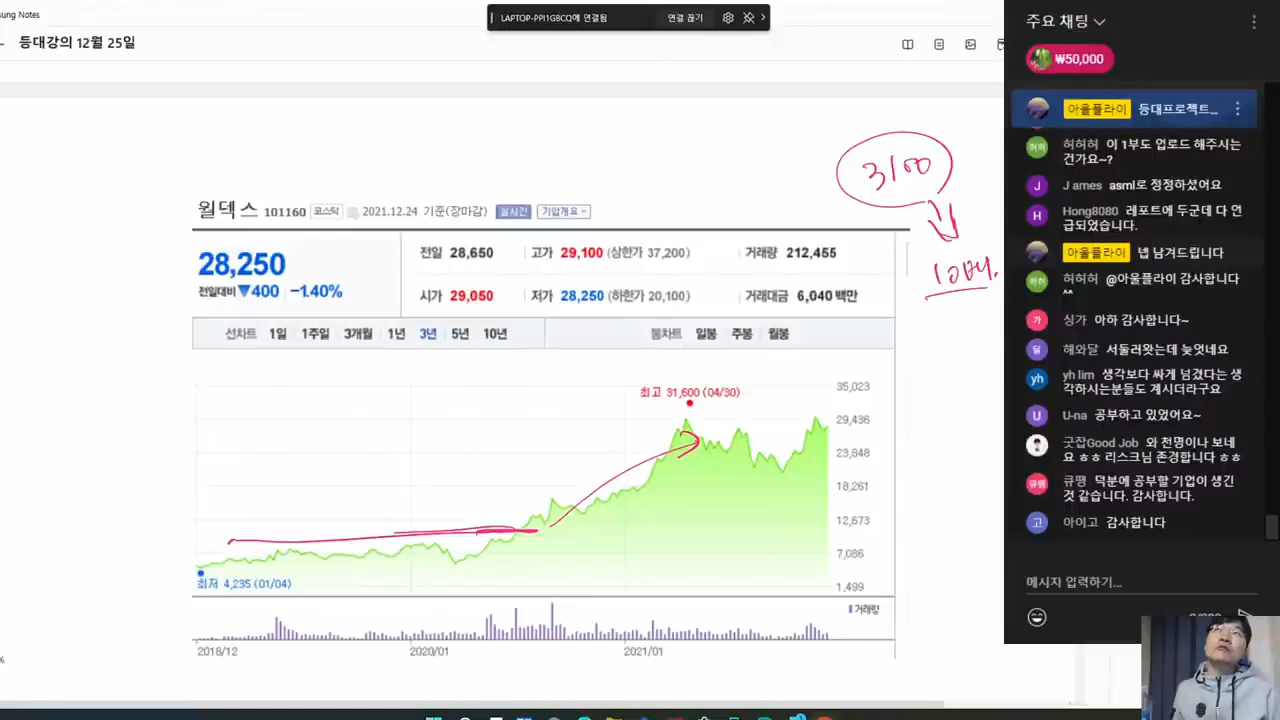 sung Notes
등대강의 12월 25일
LAPTOP-PPI1GBCQ에 연결됨
연결 끊기
3100
10배.
윌덱스 101160 코스닥 2021.12.24 기준(장마감) 실시간 기업개요
28,250
전일대비 ▼400 −1.40%
전일 28,650 고가 29,100 (상한가 37,200) 거래량 212,455
시가 29,050 저가 28,250 (하한가 20,100) 거래대금 6,040 백만
선차트 1일 1주일 3개월 1년 3년 5년 10년 봉차트 일봉 주봉 월봉
최고 31,600 (04/30)
35,023
29,436
23,848
18,261
12,673
7,086
1,499
최저 4,235 (01/04)
거래량
2018/12 2020/01 2021/01
주요 채팅
₩50,000
아울플라이 등대프로젝트...
허허허 이 1부도 업로드 해주시는
건가요~?
J ames asml로 정정하셨어요
Hong8080 레포트에 두군데 다 언
급되었습니다.
아울플라이 넵 남겨드립니다
허허허 @아울플라이 감사합니다
^^
싱가 아하 감사합니다~
해와달 서둘러왓는데 늦엇네요
yh lim 생각보다 싸게 넘겼다는 생
각하시는분들도 계시더라구요
U-na 공부하고 있었어요~
굿잡Good Job 와 천명이나 보네
요 ㅎㅎ 리스크님 존경합니다 ㅎㅎ
큐땡 덕분에 공부할 기업이 생긴
것 같습니다. 감사합니다.
아이고 감사합니다
메시지 입력하기...